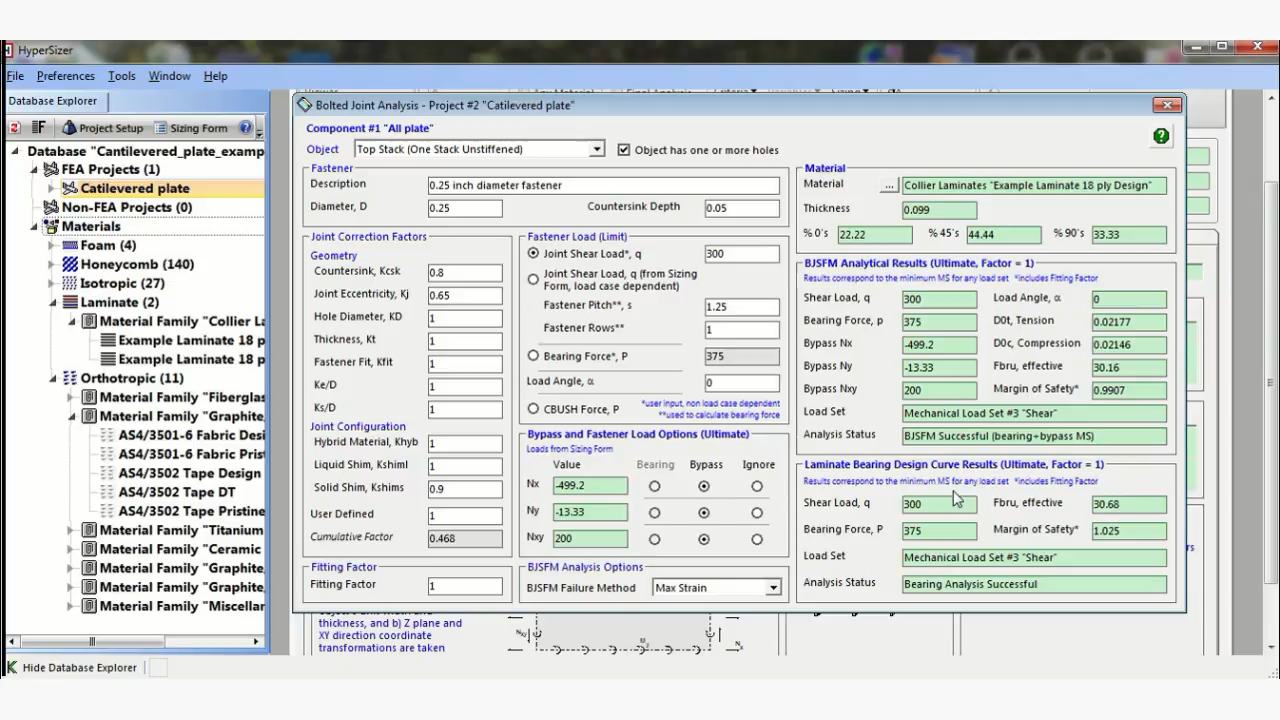 HyperSizer
File Preferences Tools Window Help
Database Explorer
Project Setup Sizing Form
Database "Cantilevered_plate_examp
FEA Projects (1)
Catilevered plate
Non-FEA Projects (0)
Materials
Foam (4)
Honeycomb (140)
Isotropic (27)
Laminate (2)
Material Family "Collier La
Example Laminate 18 p
Example Laminate 18 p
Orthotropic (11)
Material Family "Fiberglas
Material Family "Graphite,
AS4/3501-6 Fabric Desi
AS4/3501-6 Fabric Prist
AS4/3502 Tape Design
AS4/3502 Tape DT
AS4/3502 Tape Pristine
Material Family "Titanium
Material Family "Ceramic
Material Family "Graphite,
Material Family "Graphite,
Material Family "Miscellar
Hide Database Explorer
Bolted Joint Analysis - Project #2 "Catilevered plate"
Component #1 "All plate"
Object Top Stack (One Stack Unstiffened) Object has one or more holes
Fastener
Description 0.25 inch diameter fastener
Diameter, D 0.25 Countersink Depth 0.05
Joint Correction Factors
Geometry
Countersink, Kcsk 0.8
Joint Eccentricity, Kj 0.65
Hole Diameter, KD 1
Thickness, Kt 1
Fastener Fit, Kfit 1
Ke/D 1
Ks/D 1
Joint Configuration
Hybrid Material, Khyb 1
Liquid Shim, Kshiml 1
Solid Shim, Kshims 0.9
User Defined 1
Cumulative Factor 0.468
Fitting Factor
Fitting Factor 1
Fastener Load (Limit)
Joint Shear Load*, q 300
Joint Shear Load, q (from Sizing
Form, load case dependent)
Fastener Pitch**, s 1.25
Fastener Rows** 1
Bearing Force*, P 375
Load Angle, α 0
CBUSH Force, P
*user input, non load case dependent
**used to calculate bearing force
Bypass and Fastener Load Options (Ultimate)
Loads from Sizing Form
Value Bearing Bypass Ignore
Nx -499.2
Ny -13.33
Nxy 200
BJSFM Analysis Options
BJSFM Failure Method Max Strain
Material
Material ... Collier Laminates "Example Laminate 18 ply Design"
Thickness 0.099
% 0's 22.22 % 45's 44.44 % 90's 33.33
BJSFM Analytical Results (Ultimate, Factor = 1)
Results correspond to the minimum MS for any load set *includes Fitting Factor
Shear Load, q 300 Load Angle, α 0
Bearing Force, p 375 D0t, Tension 0.02177
Bypass Nx -499.2 D0c, Compression 0.02146
Bypass Ny -13.33 Fbru, effective 30.16
Bypass Nxy 200 Margin of Safety* 0.9907
Load Set Mechanical Load Set #3 "Shear"
Analysis Status BJSFM Successful (bearing+bypass MS)
Laminate Bearing Design Curve Results (Ultimate, Factor = 1)
Results correspond to the minimum MS for any load set *includes Fitting Factor
Shear Load, q 300 Fbru, effective 30.68
Bearing Force, P 375 Margin of Safety* 1.025
Load Set Mechanical Load Set #3 "Shear"
Analysis Status Bearing Analysis Successful
thickness, and b) Z plane and
XY direction coordinate
transformations are taken